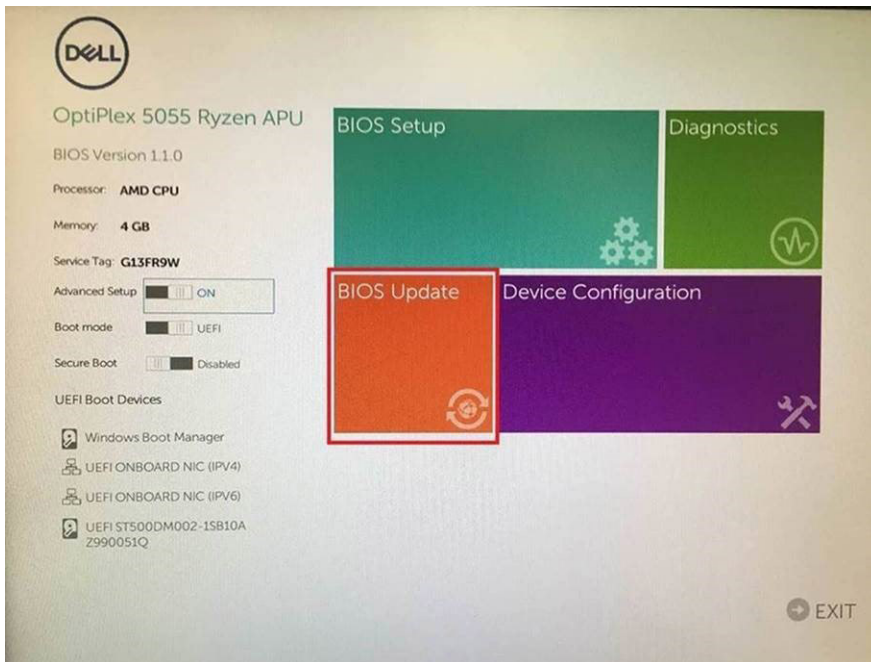 DELL
OptiPlex 5055 Ryzen APU
BIOS Version 1.1.0
Processor: AMD CPU
Memory: 4 GB
Service Tag: G13FR9W
Advanced Setup ON
Boot mode UEFI
Secure Boot Disabled
UEFI Boot Devices
Windows Boot Manager
UEFI ONBOARD NIC (IPV4)
UEFI ONBOARD NIC (IPV6)
UEFI ST500DM002-1SB10A
Z990051Q
BIOS Setup
Diagnostics
BIOS Update
Device Configuration
EXIT